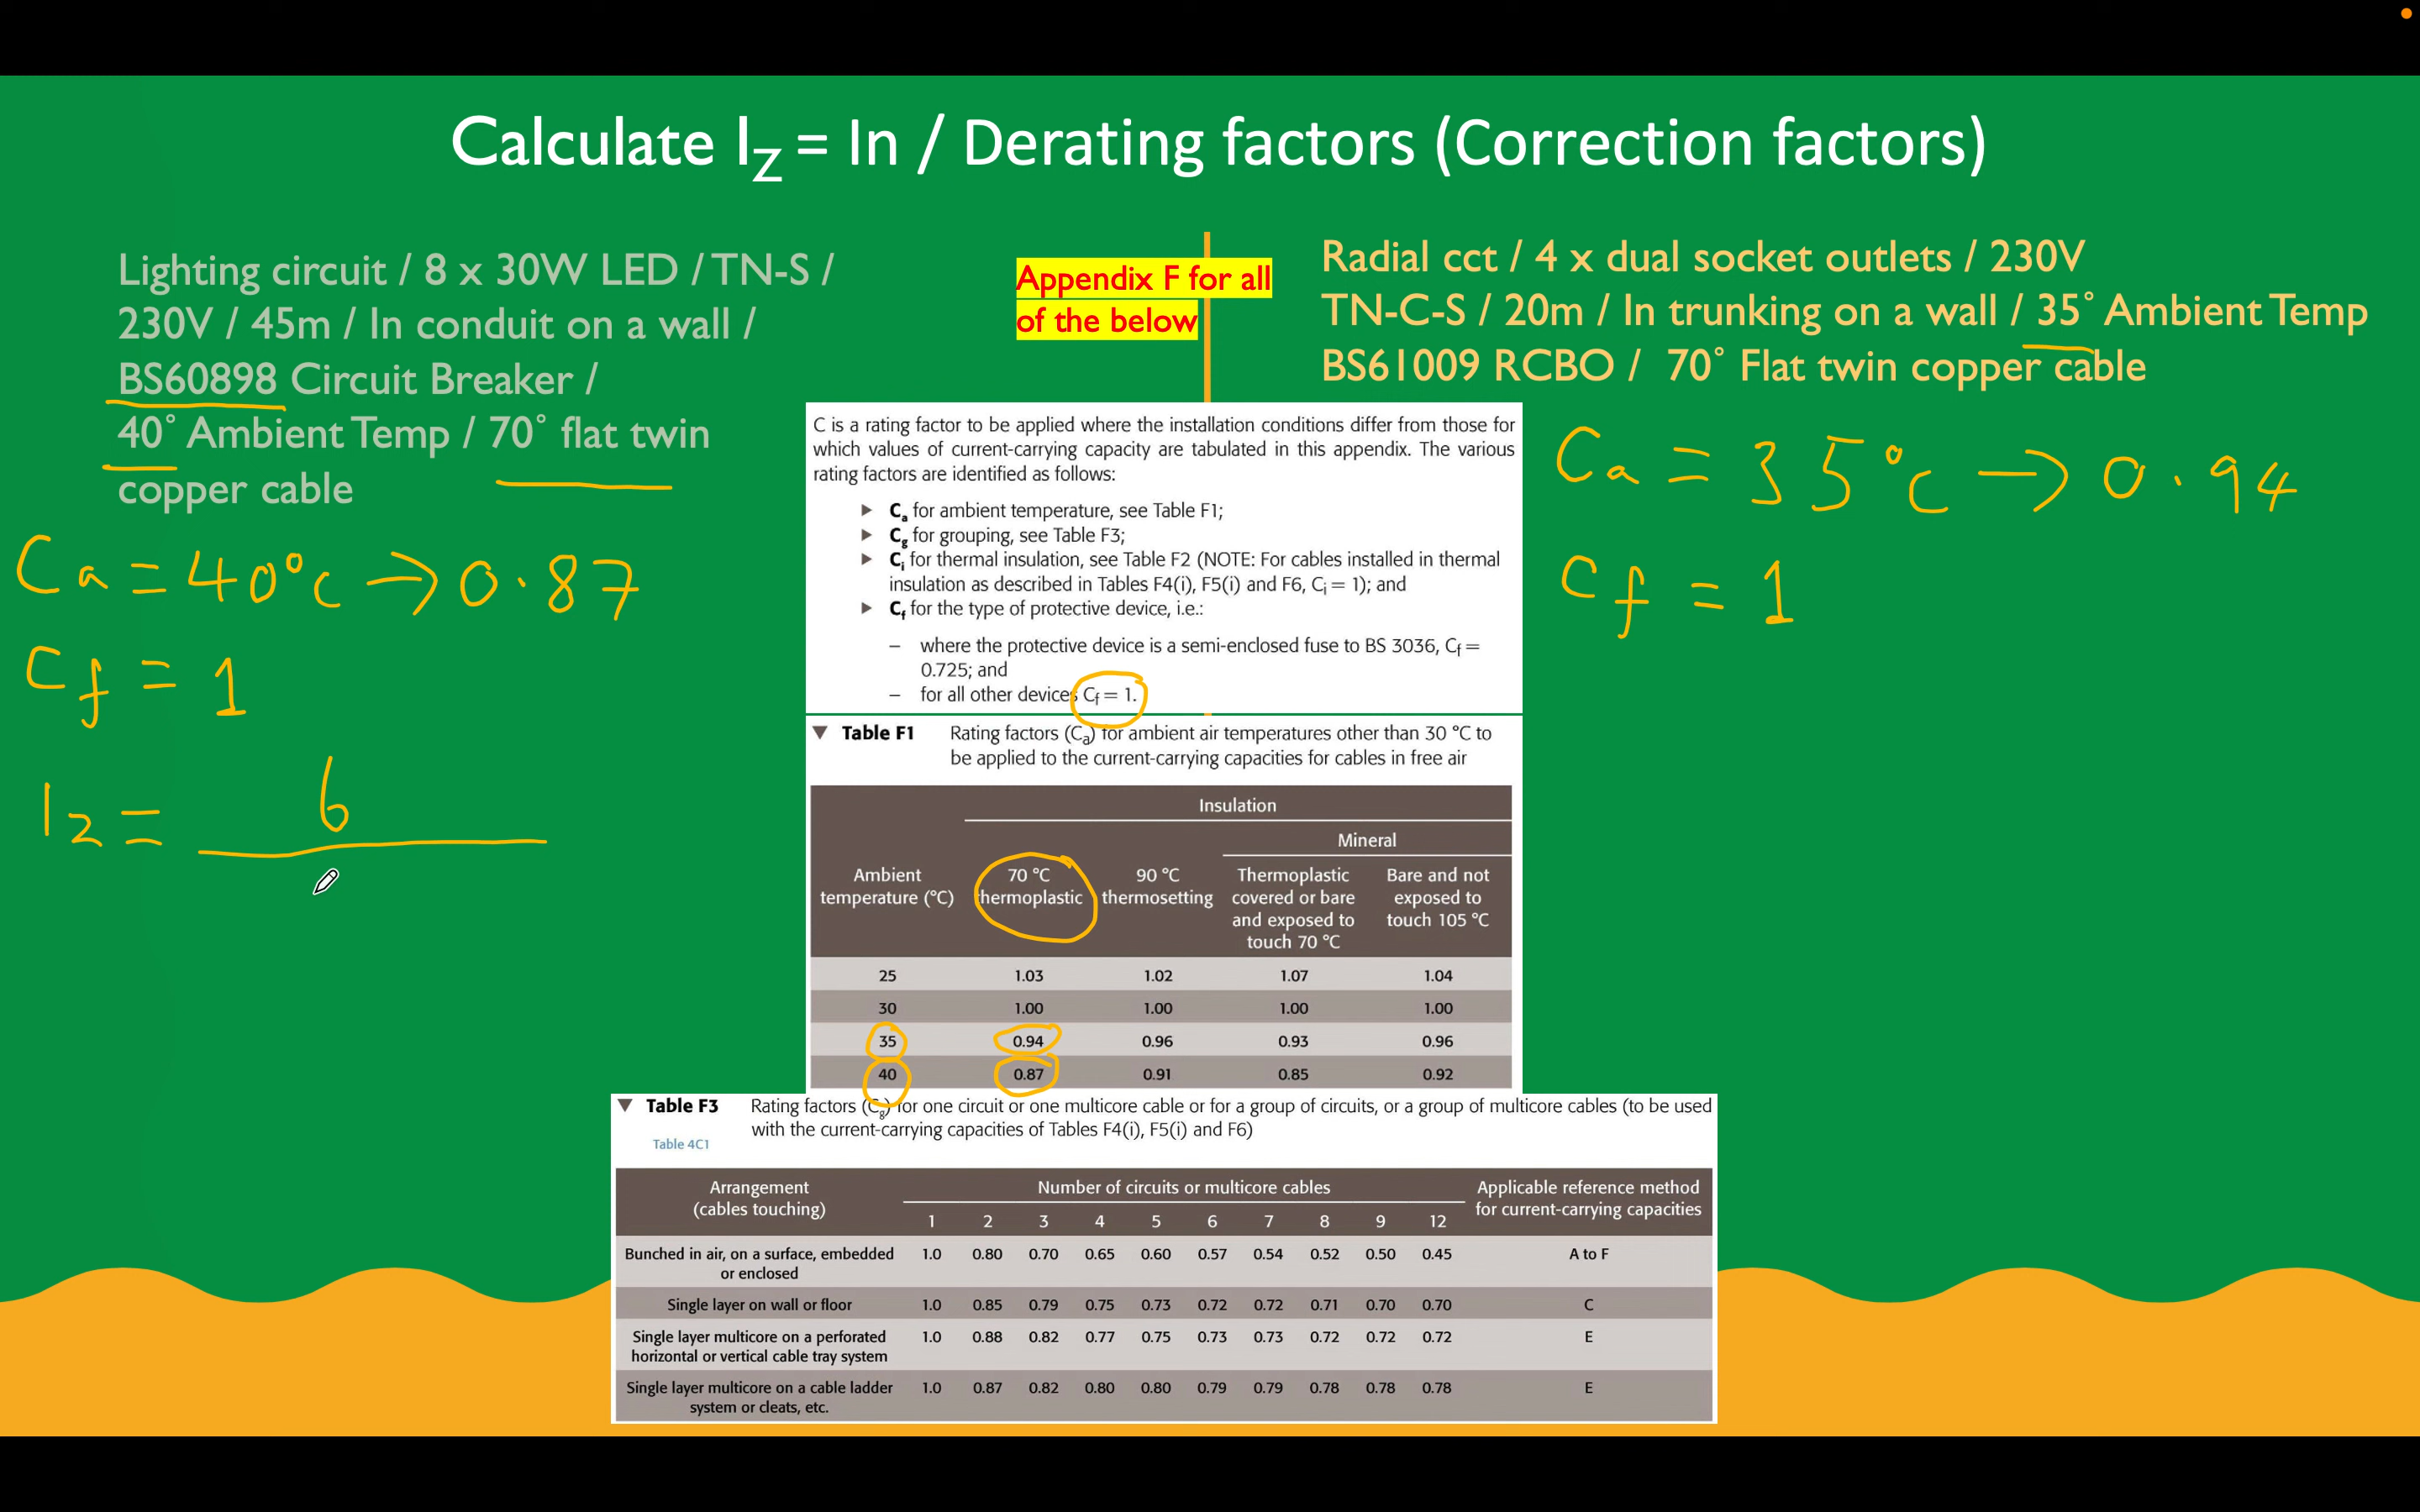 Calculate Iz = In / Derating factors (Correction factors)
Lighting circuit / 8 x 30W LED / TN-S /
230V / 45m / In conduit on a wall /
BS60898 Circuit Breaker /
40° Ambient Temp / 70° flat twin
copper cable
Ca = 40°c → 0.87
Cf = 1
Iz = 6
Appendix F for all
of the below
Radial cct / 4 x dual socket outlets / 230V
TN-C-S / 20m / In trunking on a wall / 35° Ambient Temp
BS61009 RCBO / 70° Flat twin copper cable
Ca = 35°c → 0.94
Cf = 1
C is a rating factor to be applied where the installation conditions differ from those for
which values of current-carrying capacity are tabulated in this appendix. The various
rating factors are identified as follows:
▶ Ca for ambient temperature, see Table F1;
▶ Cg for grouping, see Table F3;
▶ Ci for thermal insulation, see Table F2 (NOTE: For cables installed in thermal
insulation as described in Tables F4(i), F5(i) and F6, Ci = 1); and
▶ Cf for the type of protective device, i.e.:
– where the protective device is a semi-enclosed fuse to BS 3036, Cf =
0.725; and
– for all other devices Cf = 1.
▼ Table F1 Rating factors (Ca) for ambient air temperatures other than 30 °C to
be applied to the current-carrying capacities for cables in free air
Insulation
Mineral
Ambient 70 °C 90 °C Thermoplastic Bare and not
temperature (°C) thermoplastic thermosetting covered or bare exposed to
and exposed to touch 105 °C
touch 70 °C
25 1.03 1.02 1.07 1.04
30 1.00 1.00 1.00 1.00
35 0.94 0.96 0.93 0.96
40 0.87 0.91 0.85 0.92
▼ Table F3 Rating factors (Cg) for one circuit or one multicore cable or for a group of circuits, or a group of multicore cables (to be used
with the current-carrying capacities of Tables F4(i), F5(i) and F6)
Table 4C1
Arrangement Number of circuits or multicore cables Applicable reference method
(cables touching) for current-carrying capacities
1 2 3 4 5 6 7 8 9 12
Bunched in air, on a surface, embedded 1.0 0.80 0.70 0.65 0.60 0.57 0.54 0.52 0.50 0.45 A to F
or enclosed
Single layer on wall or floor 1.0 0.85 0.79 0.75 0.73 0.72 0.72 0.71 0.70 0.70 C
Single layer multicore on a perforated 1.0 0.88 0.82 0.77 0.75 0.73 0.73 0.72 0.72 0.72 E
horizontal or vertical cable tray system
Single layer multicore on a cable ladder 1.0 0.87 0.82 0.80 0.80 0.79 0.79 0.78 0.78 0.78 E
system or cleats, etc.